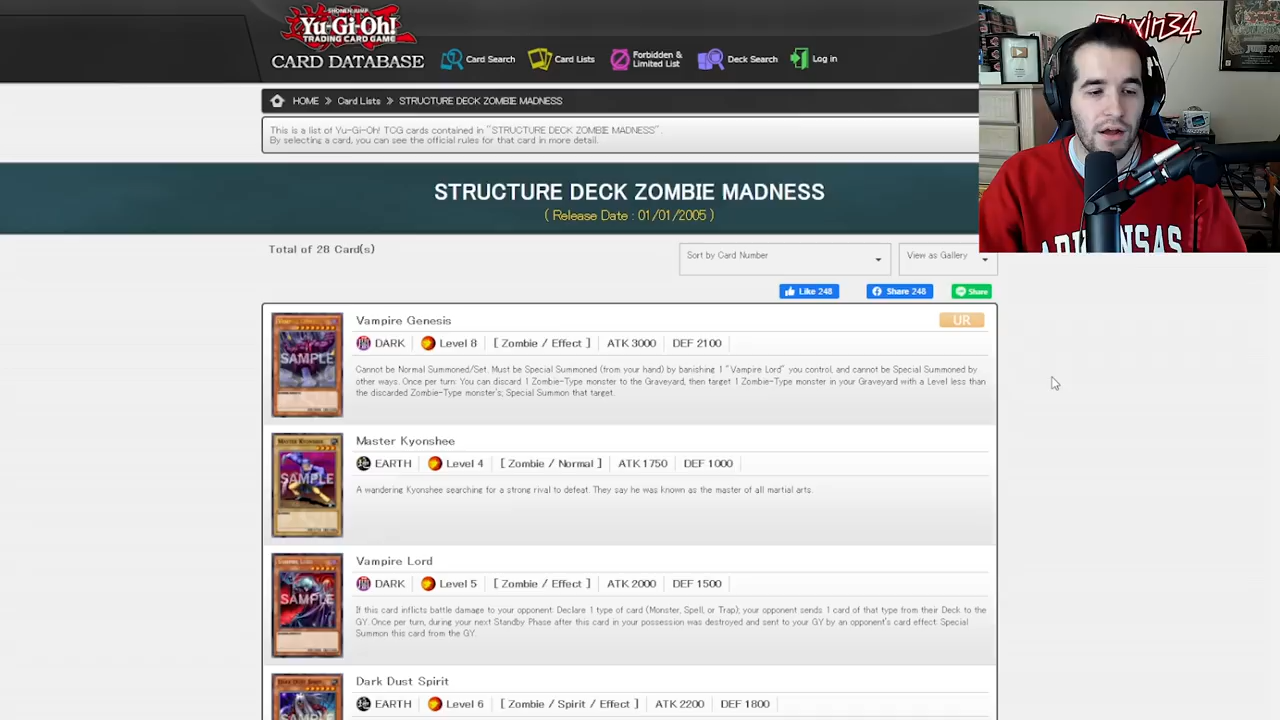 SHONEN JUMP
Yu-Gi-Oh!
TRADING CARD GAME
CARD DATABASE
Card Search
Card Lists
Forbidden &
Limited List
Deck Search
Log in
HOME » Card Lists » STRUCTURE DECK ZOMBIE MADNESS
This is a list of Yu-Gi-Oh! TCG cards contained in "STRUCTURE DECK ZOMBIE MADNESS".
By selecting a card, you can see the official rules for that card in more detail.
STRUCTURE DECK ZOMBIE MADNESS
( Release Date : 01/01/2005 )
Total of 28 Card(s)
Sort by Card Number
View as Gallery
Like 248
Share 248
Share
Vampire Genesis
UR
DARK Level 8 [ Zombie / Effect ] ATK 3000 DEF 2100
Cannot be Normal Summoned/Set. Must be Special Summoned (from your hand) by banishing 1 "Vampire Lord" you control, and cannot be Special Summoned by
other ways. Once per turn: You can discard 1 Zombie-Type monster to the Graveyard, then target 1 Zombie-Type monster in your Graveyard with a Level less than
the discarded Zombie-Type monster's; Special Summon that target.
SAMPLE
Master Kyonshee
EARTH Level 4 [ Zombie / Normal ] ATK 1750 DEF 1000
A wandering Kyonshee searching for a strong rival to defeat. They say he was known as the master of all martial arts.
SAMPLE
Vampire Lord
DARK Level 5 [ Zombie / Effect ] ATK 2000 DEF 1500
If this card inflicts battle damage to your opponent: Declare 1 type of card (Monster, Spell, or Trap); your opponent sends 1 card of that type from their Deck to the
GY. Once per turn, during your next Standby Phase after this card in your possession was destroyed and sent to your GY by an opponent's card effect: Special
Summon this card from the GY.
SAMPLE
Dark Dust Spirit
EARTH Level 6 [ Zombie / Spirit / Effect ] ATK 2200 DEF 1800
SAMPLE